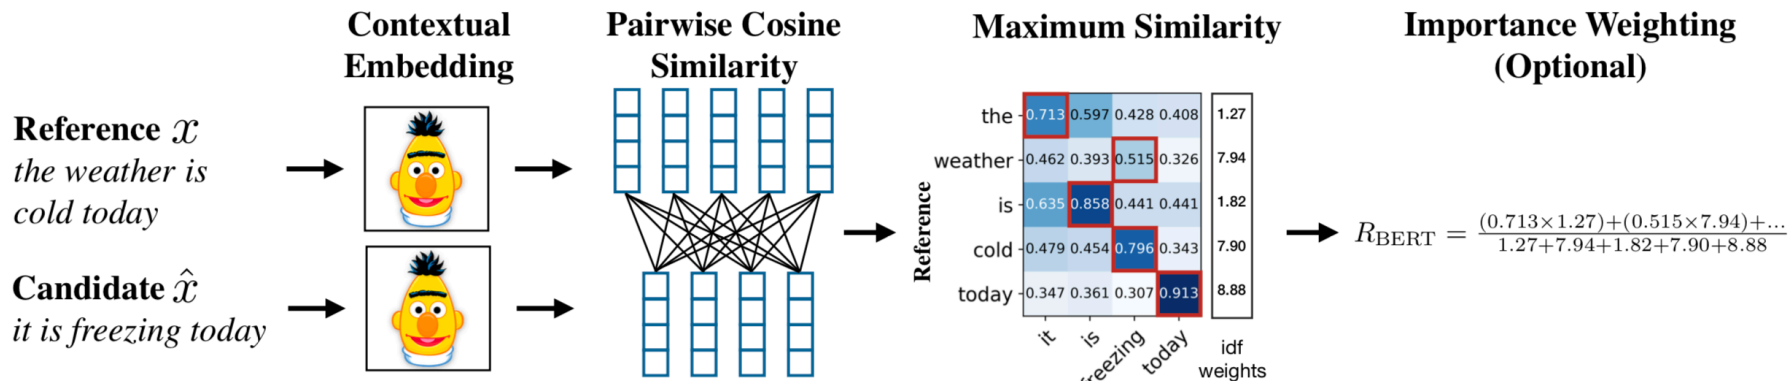 Contextual
Embedding
Pairwise Cosine
Similarity
Maximum Similarity
Importance Weighting
(Optional)
Reference x
the weather is
cold today
Candidate x̂
it is freezing today
Reference
the 0.713 0.597 0.428 0.408 1.27
weather 0.462 0.393 0.515 0.326 7.94
is 0.635 0.858 0.441 0.441 1.82
cold 0.479 0.454 0.796 0.343 7.90
today 0.347 0.361 0.307 0.913 8.88
it is freezing today
idf
weights
R_BERT = (0.713×1.27)+(0.515×7.94)+...
1.27+7.94+1.82+7.90+8.88